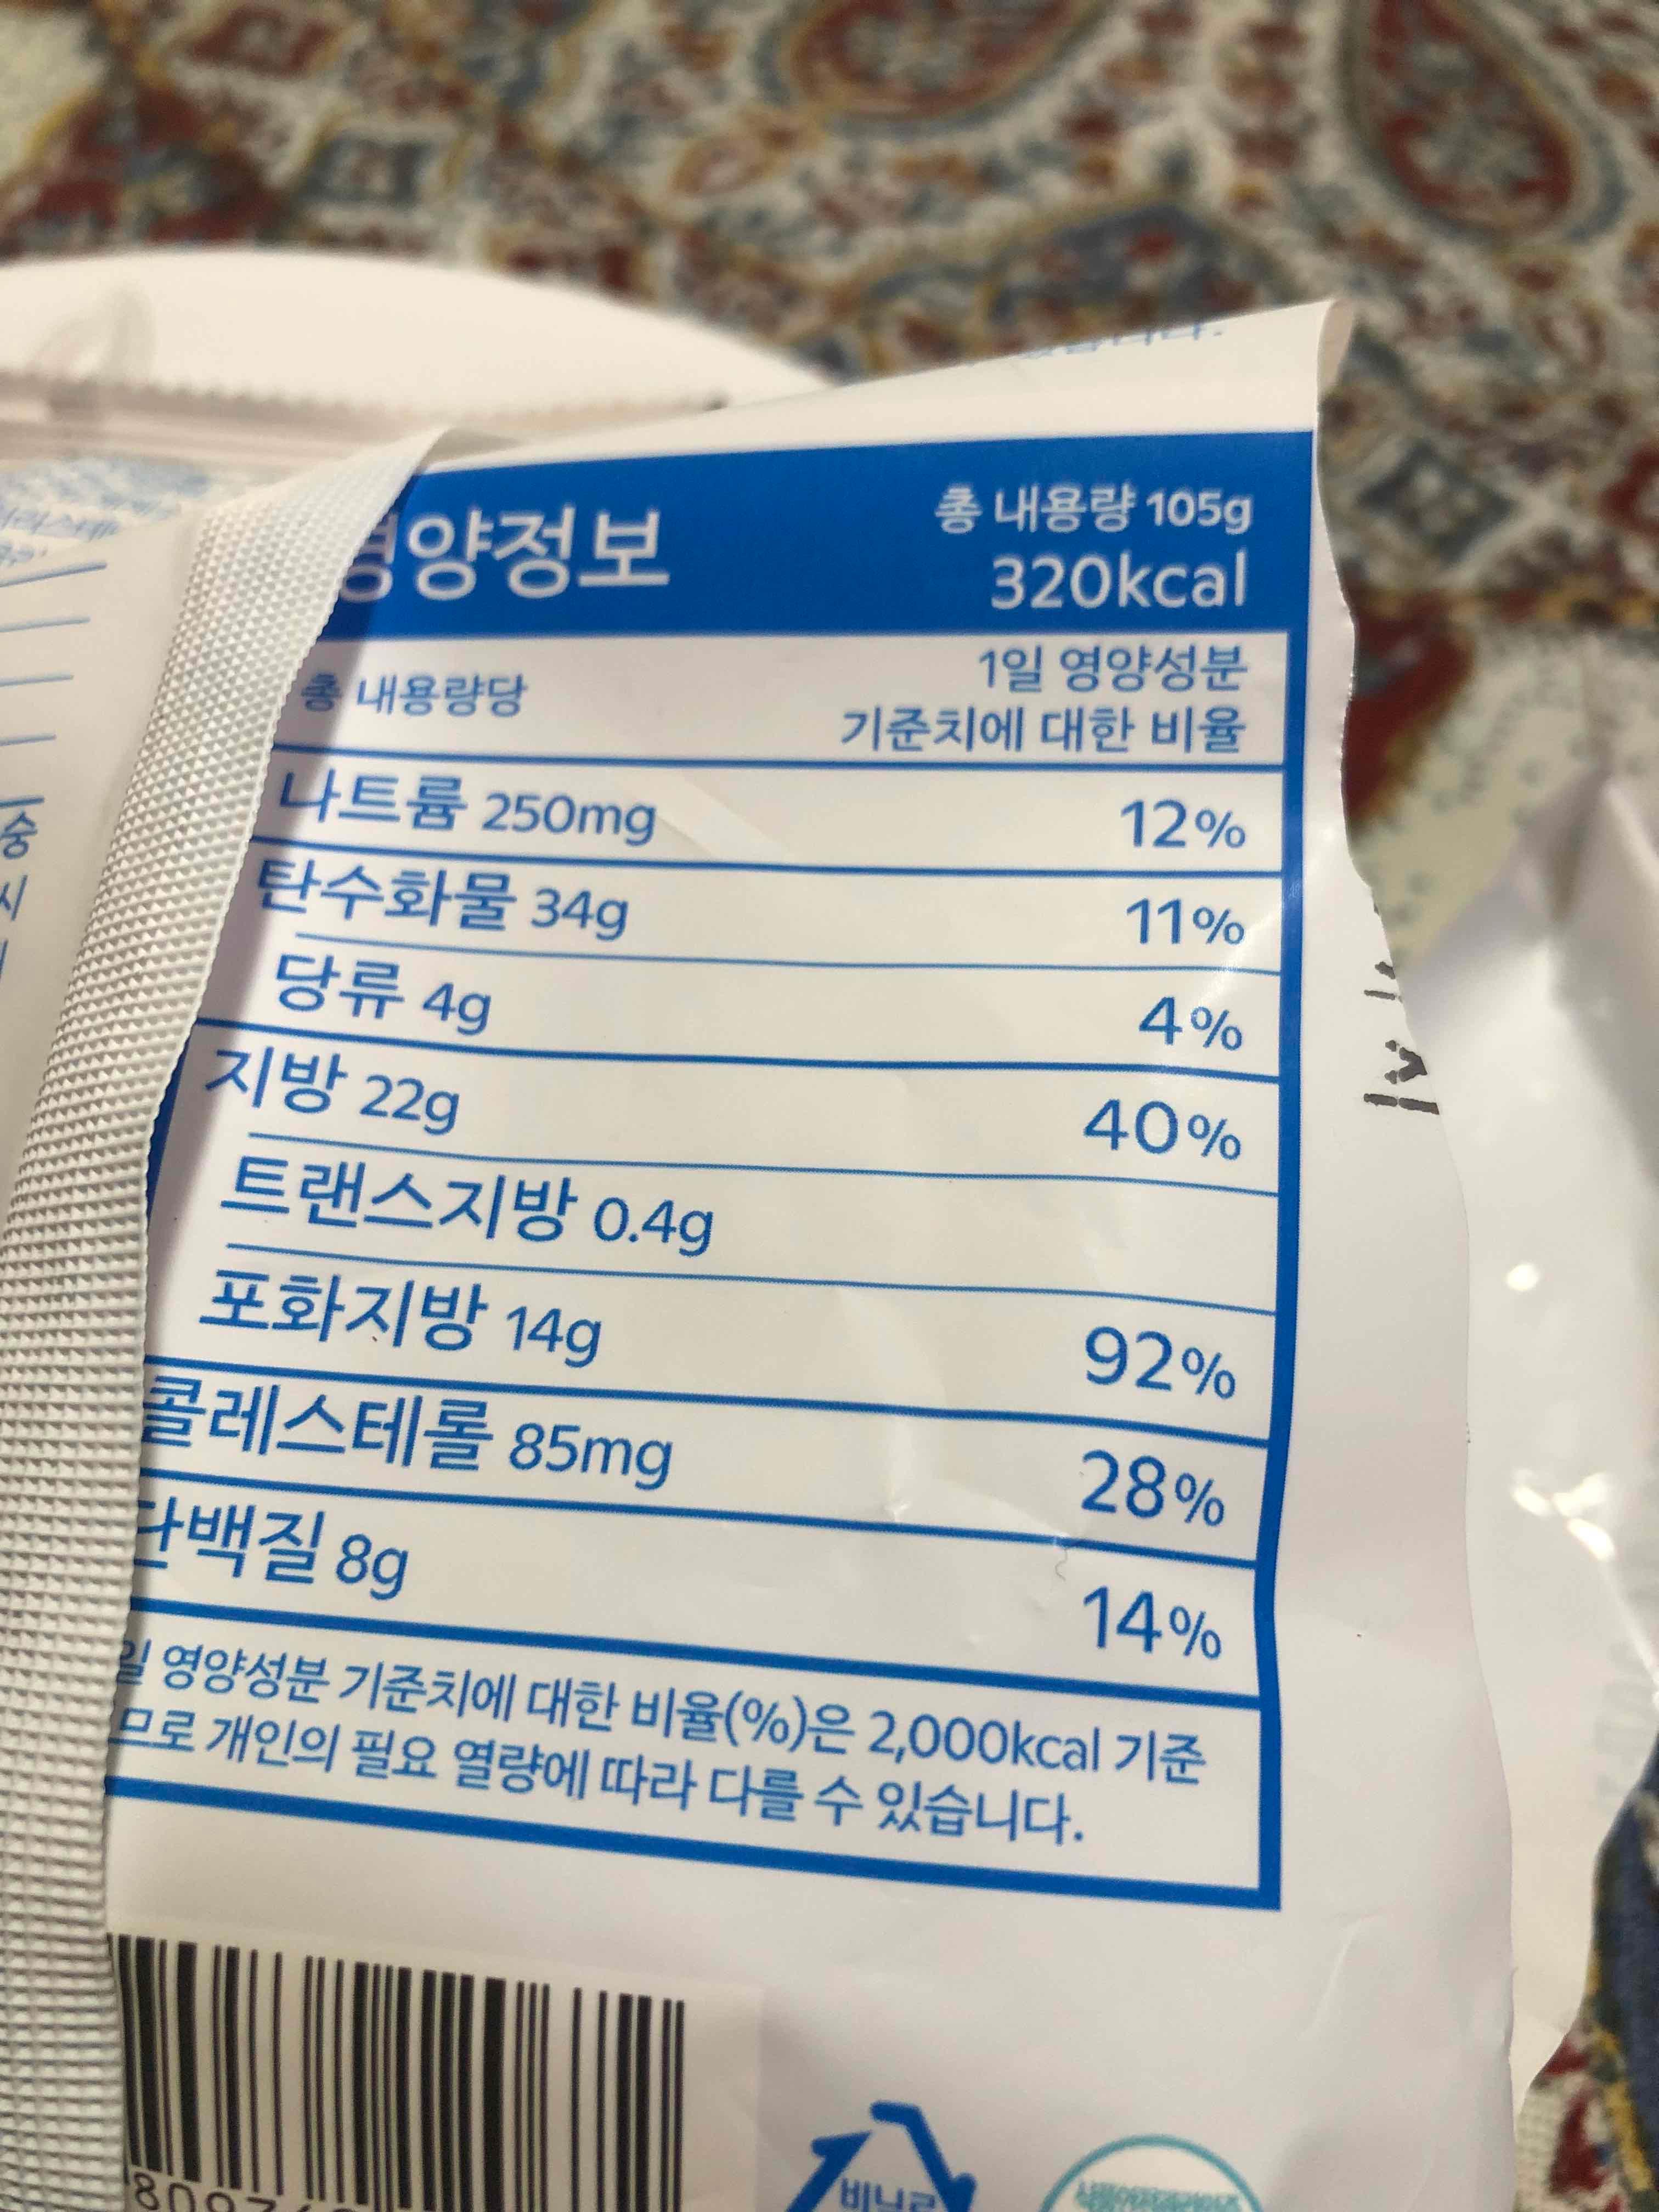 영양정보
총 내용량 105g
320kcal
총 내용량당
1일 영양성분
기준치에 대한 비율
나트륨 250mg 12%
탄수화물 34g 11%
당류 4g 4%
지방 22g 40%
트랜스지방 0.4g
포화지방 14g 92%
콜레스테롤 85mg 28%
단백질 8g 14%
일 영양성분 기준치에 대한 비율(%)은 2,000kcal 기준
므로 개인의 필요 열량에 따라 다를 수 있습니다.
비닐류